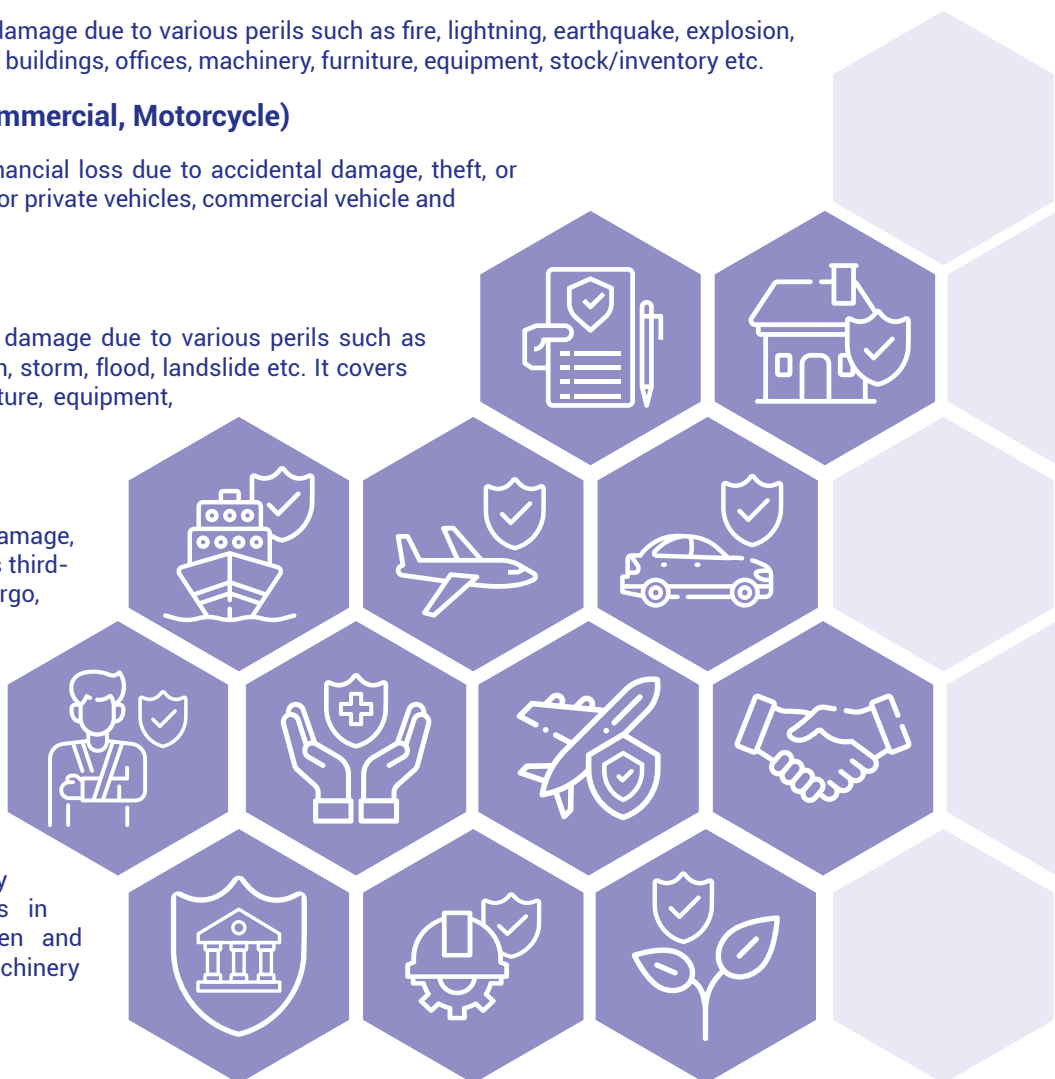 damage due to various perils such as fire, lightning, earthquake, explosion,
buildings, offices, machinery, furniture, equipment, stock/inventory etc.
mmercial, Motorcycle)
nancial loss due to accidental damage, theft, or
or private vehicles, commercial vehicle and
damage due to various perils such as
n, storm, flood, landslide etc. It covers
ture, equipment,
amage,
s third-
rgo,
y
s in
en and
chinery